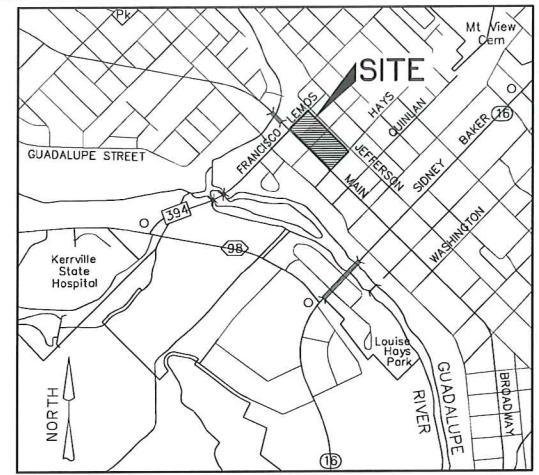 Pk
Mt View
Cem
SITE
16
FRANCISCO LEMOS
HAYS
QUINLAN
BAKER
SIDNEY
JEFFERSON
MAIN
GUADALUPE STREET
WASHINGTON
394
98
Kerrville
State
Hospital
Louise
Hays
Park
GUADALUPE
RIVER
BROADWAY
NORTH
16